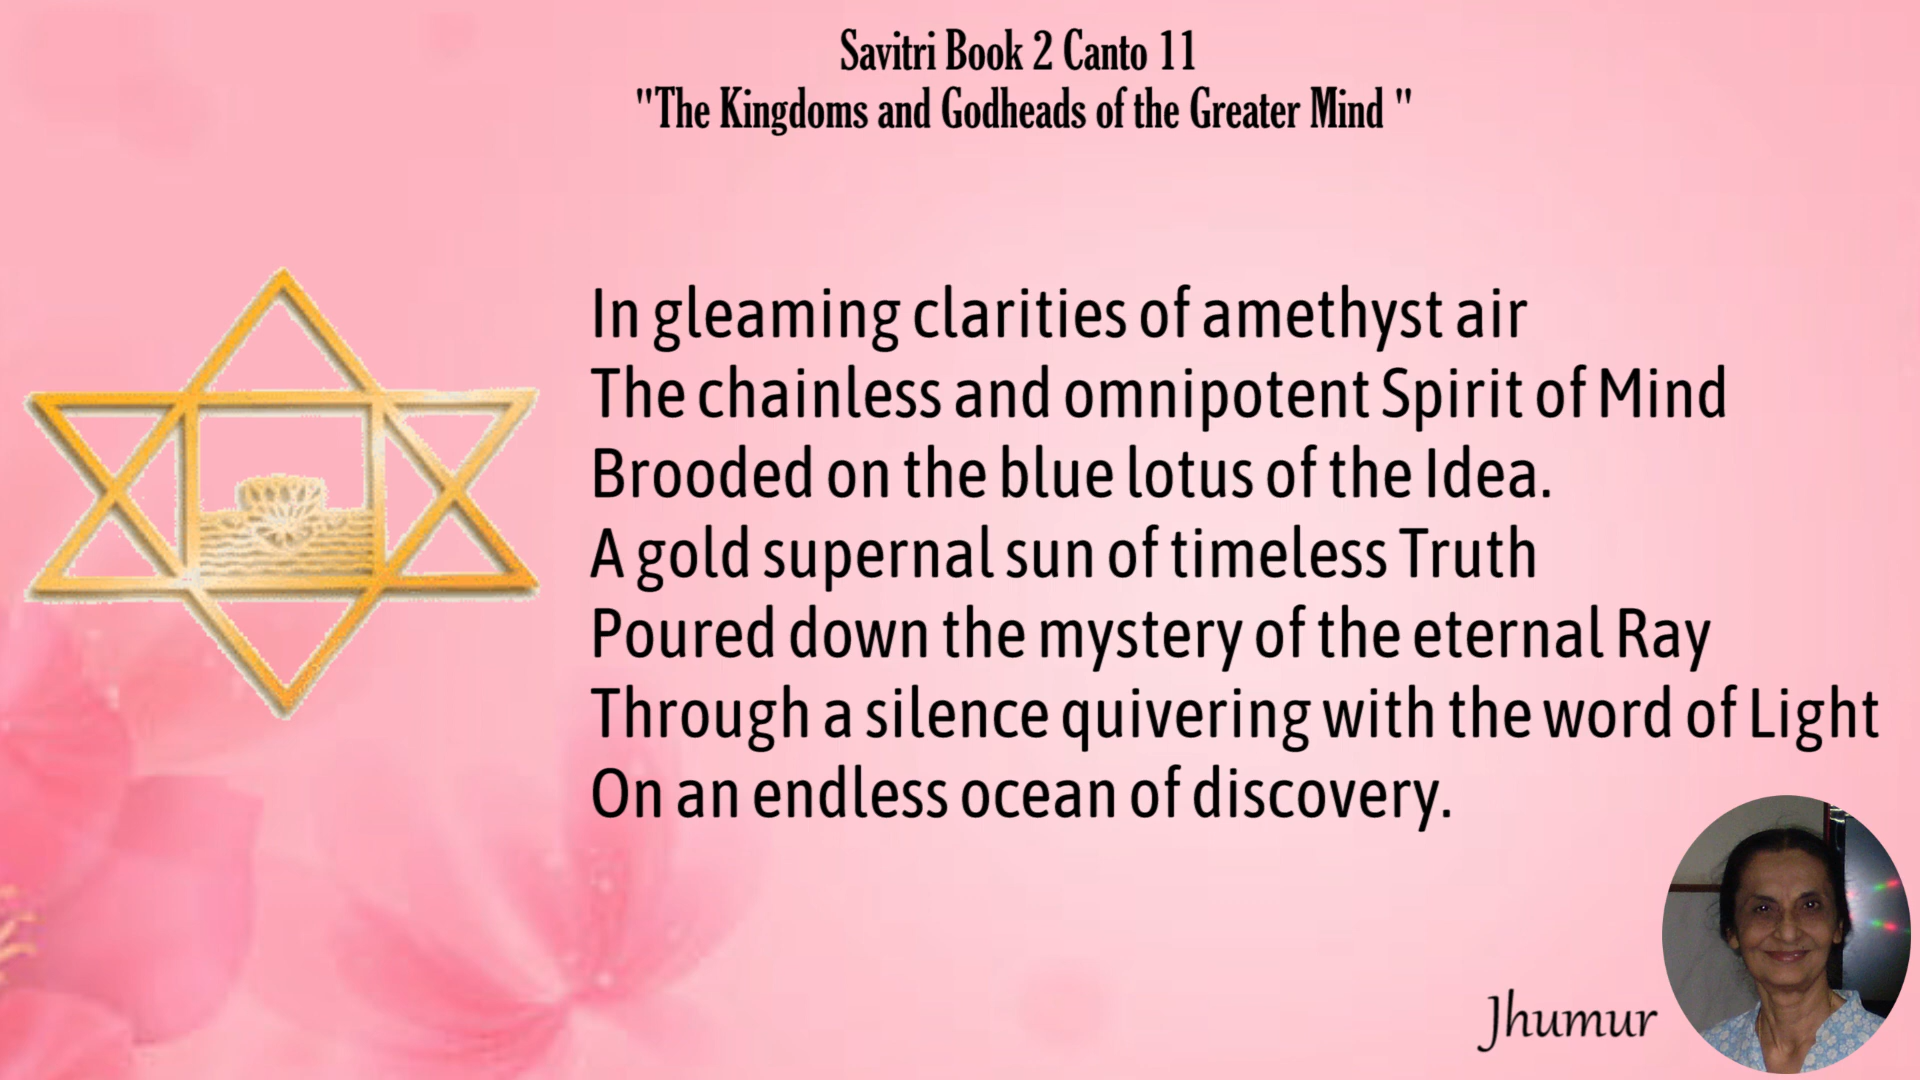 Savitri Book 2 Canto 11
"The Kingdoms and Godheads of the Greater Mind "
In gleaming clarities of amethyst air
The chainless and omnipotent Spirit of Mind
Brooded on the blue lotus of the Idea.
A gold supernal sun of timeless Truth
Poured down the mystery of the eternal Ray
Through a silence quivering with the word of Light
On an endless ocean of discovery.
Jhumur